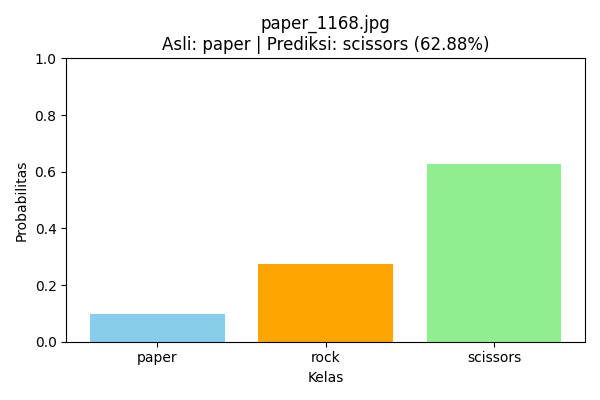 paper_1168.jpg
Asli: paper | Prediksi: scissors (62.88%)
1.0
0.8
0.6
0.4
0.2
0.0
Probabilitas
paper rock scissors
Kelas